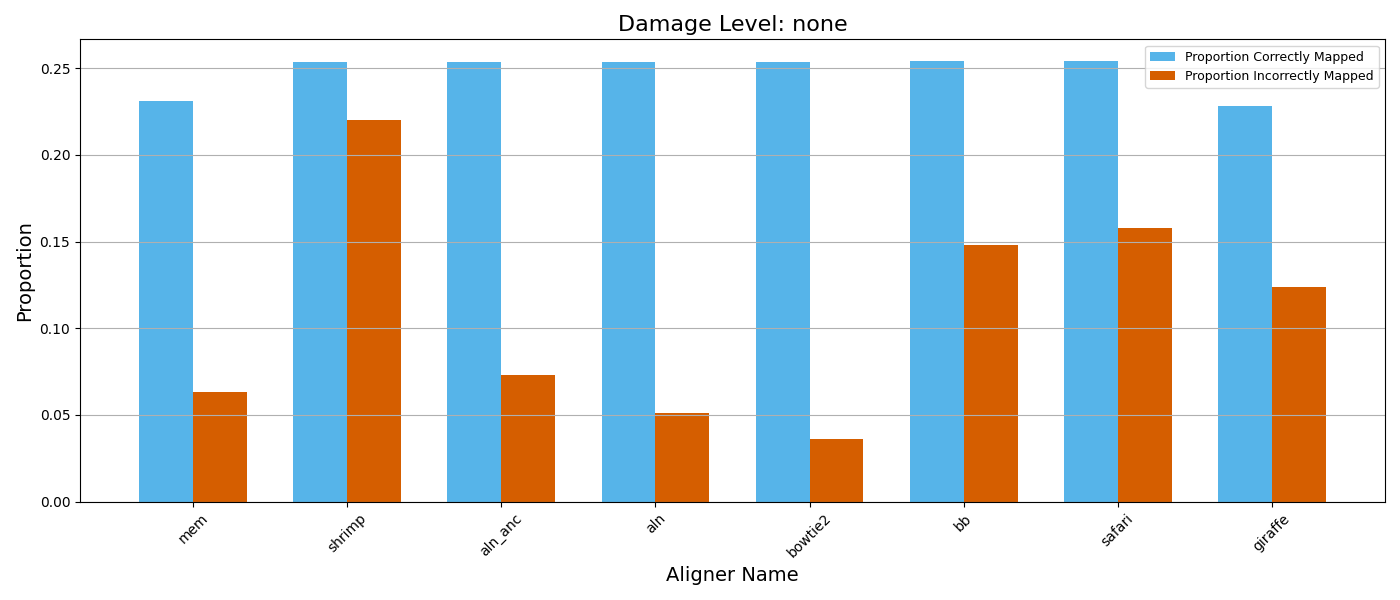 Damage Level: none
Proportion Correctly Mapped
Proportion Incorrectly Mapped
Proportion
0.25
0.20
0.15
0.10
0.05
0.00
mem
shrimp
aln_anc
aln
bowtie2
bb
safari
giraffe
Aligner Name